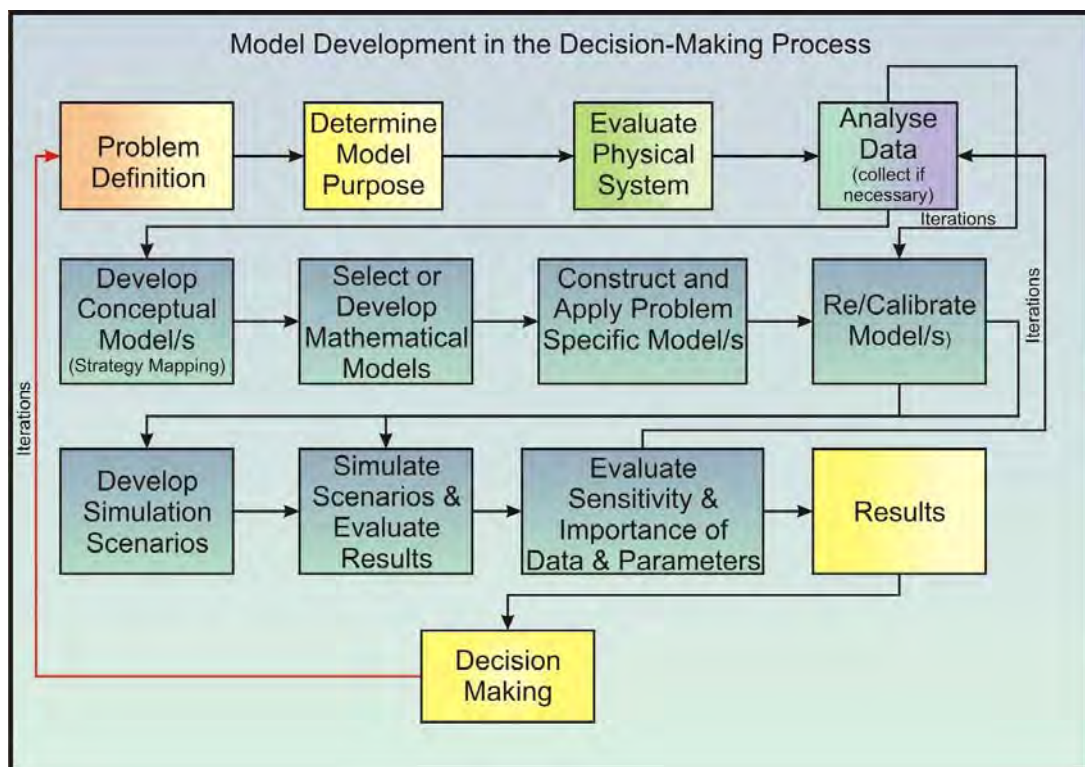 Model Development in the Decision-Making Process
Problem
Definition
Determine
Model
Purpose
Evaluate
Physical
System
Analyse
Data
(collect if
necessary)
Iterations
Develop
Conceptual
Model/s
(Strategy Mapping)
Select or
Develop
Mathematical
Models
Construct and
Apply Problem
Specific Model/s
Re/Calibrate
Model/s)
Iterations
Iterations
Develop
Simulation
Scenarios
Simulate
Scenarios &
Evaluate
Results
Evaluate
Sensitivity &
Importance of
Data & Parameters
Results
Decision
Making